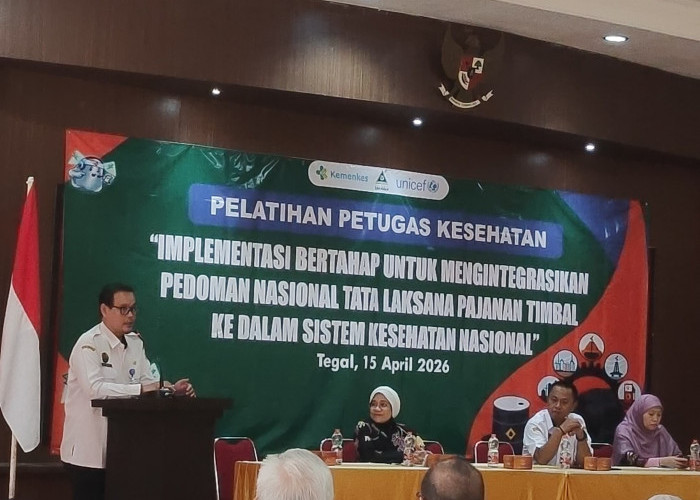 Kemenkes
unicef
PELATIHAN PETUGAS KESEHATAN
“IMPLEMENTASI BERTAHAP UNTUK MENGINTEGRASIKAN
PEDOMAN NASIONAL TATA LAKSANA PAJANAN TIMBAL
KE DALAM SISTEM KESEHATAN NASIONAL”
Tegal, 15 April 2026